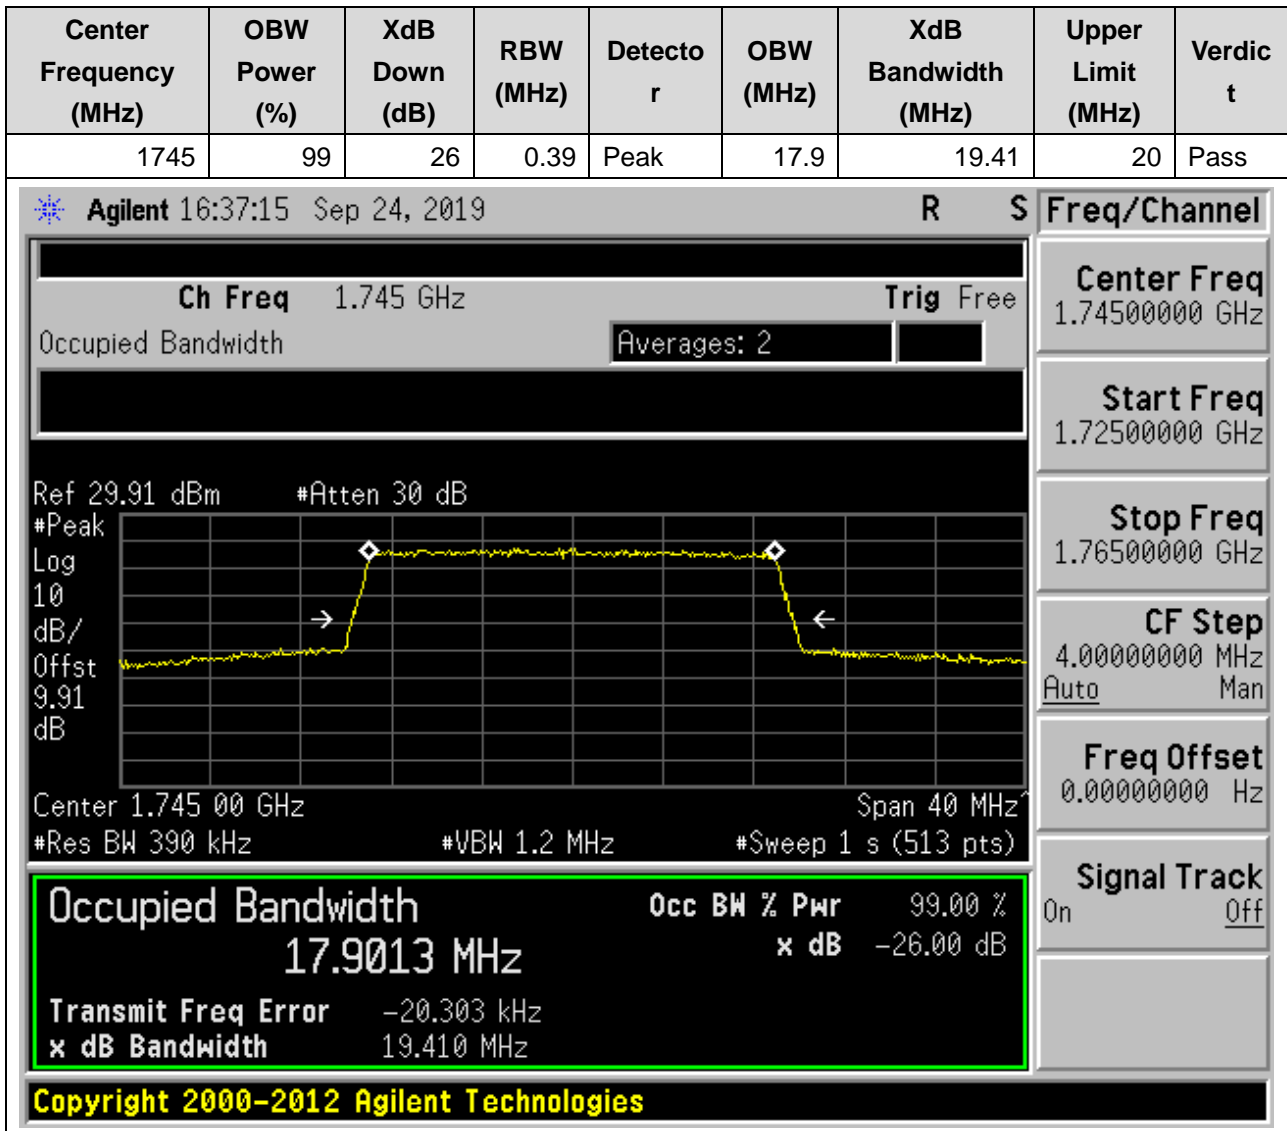 Center Frequency (MHz) OBW Power (%) XdB Down (dB) RBW (MHz) Detecto r OBW (MHz) XdB Bandwidth (MHz) Upper Limit (MHz) Verdic t
1745 99 26 0.39 Peak 17.9 19.41 20 Pass
Agilent 16:37:15 Sep 24, 2019 R S
Freq/Channel
Ch Freq 1.745 GHz Trig Free
Occupied Bandwidth Averages: 2
Ref 29.91 dBm #Atten 30 dB
#Peak
Log
10
dB/
Offst
9.91
dB
Center 1.745 00 GHz Span 40 MHz^
#Res BW 390 kHz #VBW 1.2 MHz #Sweep 1 s (513 pts)
Occupied Bandwidth Occ BW % Pwr 99.00 %
17.9013 MHz x dB -26.00 dB
Transmit Freq Error -20.303 kHz
x dB Bandwidth 19.410 MHz
Center Freq
1.74500000 GHz
Start Freq
1.72500000 GHz
Stop Freq
1.76500000 GHz
CF Step
4.00000000 MHz
Auto Man
Freq Offset
0.00000000 Hz
Signal Track
On Off
Copyright 2000-2012 Agilent Technologies